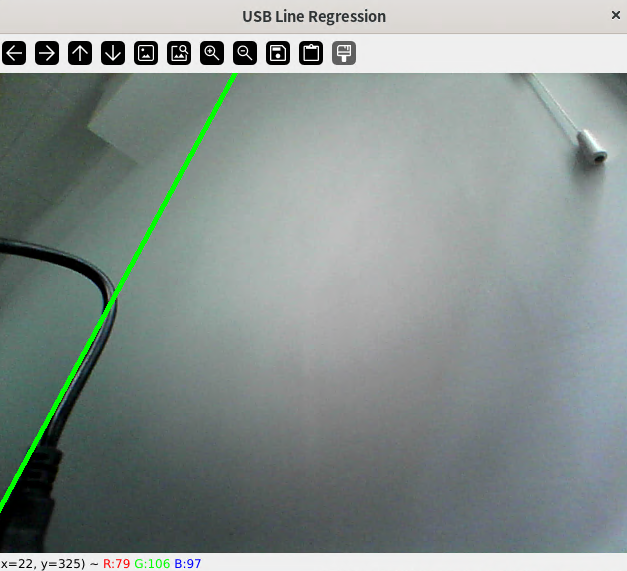 USB Line Regression
x=22, y=325) ~ R:79 G:106 B:97